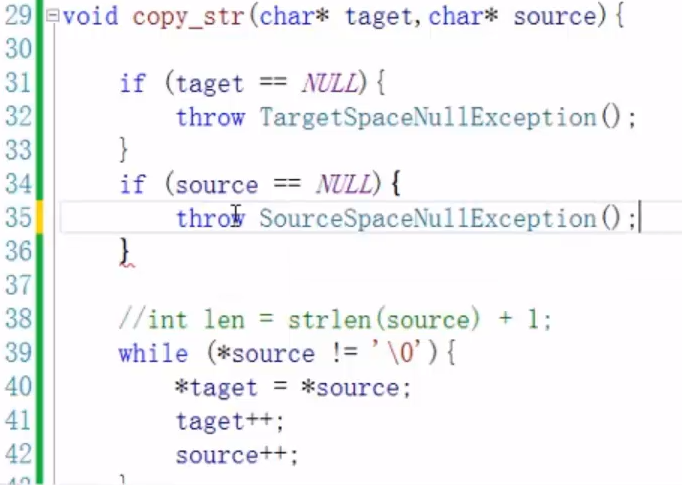 29 void copy_str(char* taget,char* source){
30
31 if (taget == NULL){
32 throw TargetSpaceNullException();
33 }
34 if (source == NULL){
35 throw SourceSpaceNullException();
36 }
37
38 //int len = strlen(source) + 1;
39 while (*source != '\0'){
40 *taget = *source;
41 taget++;
42 source++;